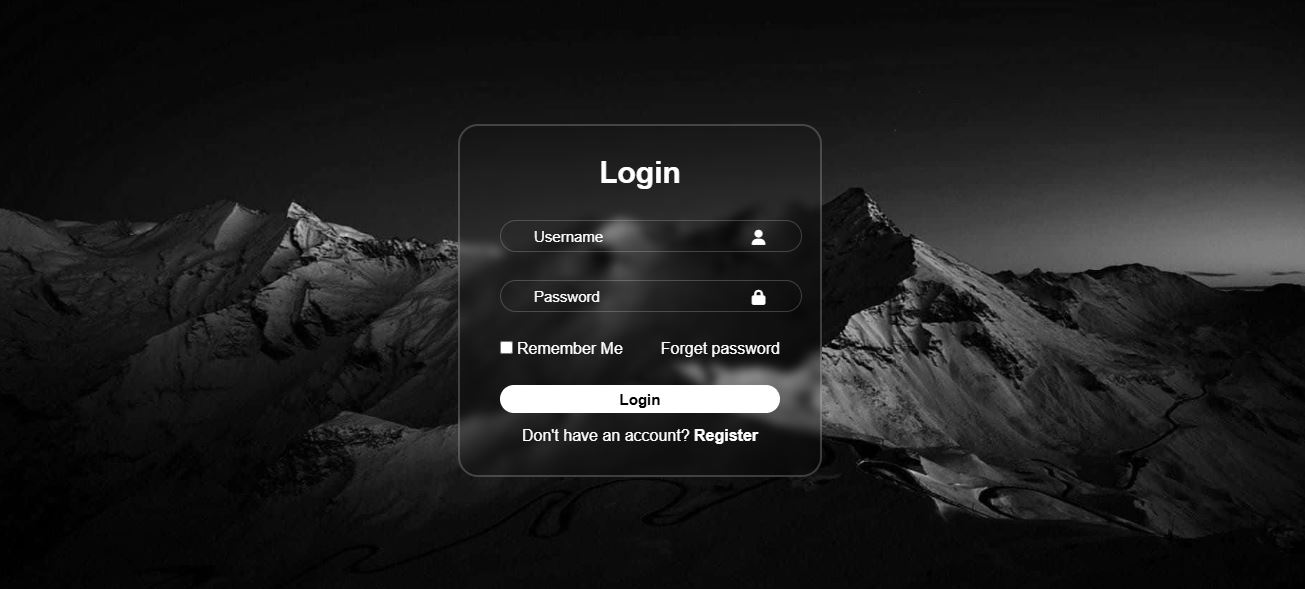 Login
Username
Password
Remember Me Forget password
Login
Don't have an account? Register